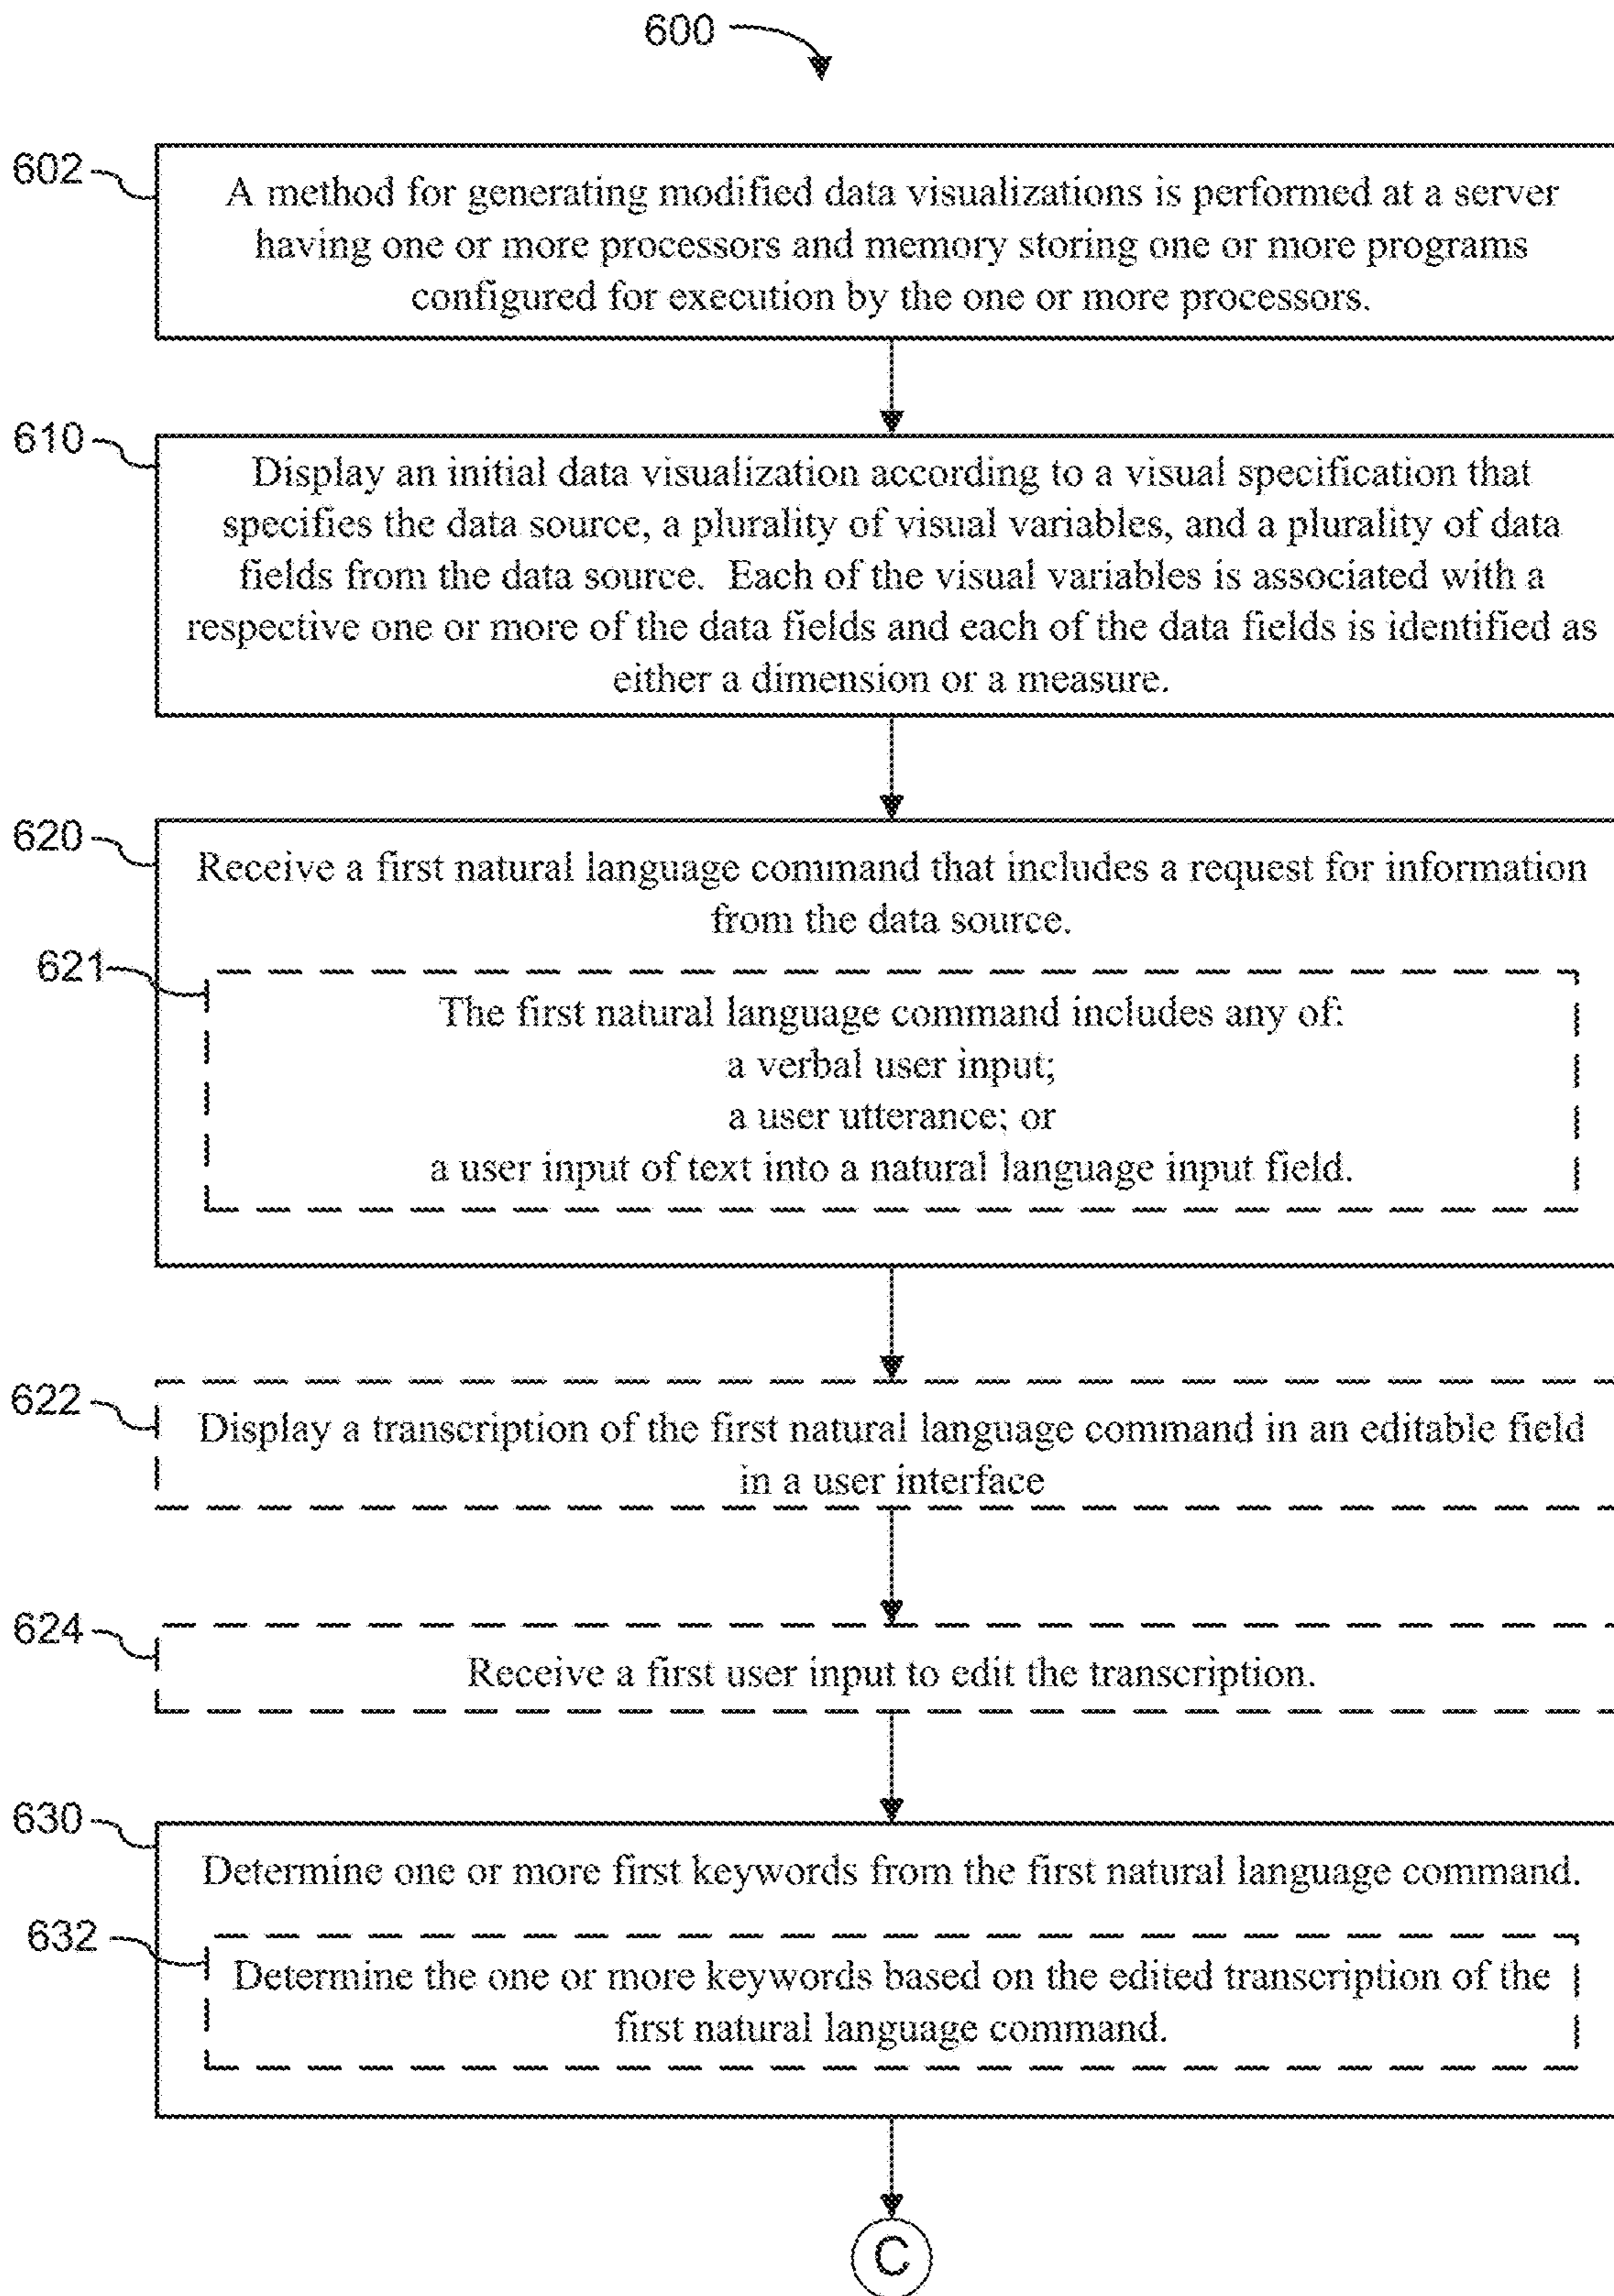 600
602
A method for generating modified data visualizations is performed at a server
having one or more processors and memory storing one or more programs
configured for execution by the one or more processors.
610
Display an initial data visualization according to a visual specification that
specifies the data source, a plurality of visual variables, and a plurality of data
fields from the data source. Each of the visual variables is associated with a
respective one or more of the data fields and each of the data fields is identified as
either a dimension or a measure.
620
Receive a first natural language command that includes a request for information
from the data source.
621
The first natural language command includes any of:
a verbal user input;
a user utterance; or
a user input of text into a natural language input field.
622
Display a transcription of the first natural language command in an editable field
in a user interface
624
Receive a first user input to edit the transcription.
630
Determine one or more first keywords from the first natural language command.
632
Determine the one or more keywords based on the edited transcription of the
first natural language command.
C